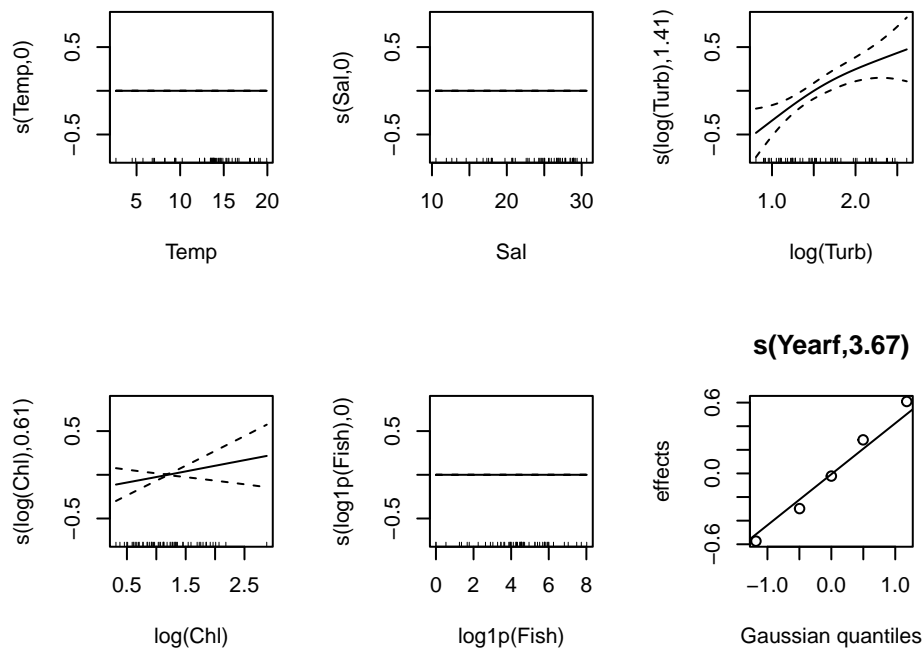 s(Temp,0)
0.5
−0.5
5 10 15 20
Temp
s(Sal,0)
0.5
−0.5
10 20 30
Sal
s(log(Turb),1.41)
0.5
−0.5
1.0 2.0
log(Turb)
s(log(Chl),0.61)
0.5
−0.5
0.5 1.5 2.5
log(Chl)
s(log1p(Fish),0)
0.5
−0.5
0 2 4 6 8
log1p(Fish)
s(Yearf,3.67)
effects
0.6
0.0
−0.6
−1.0 0.0 1.0
Gaussian quantiles